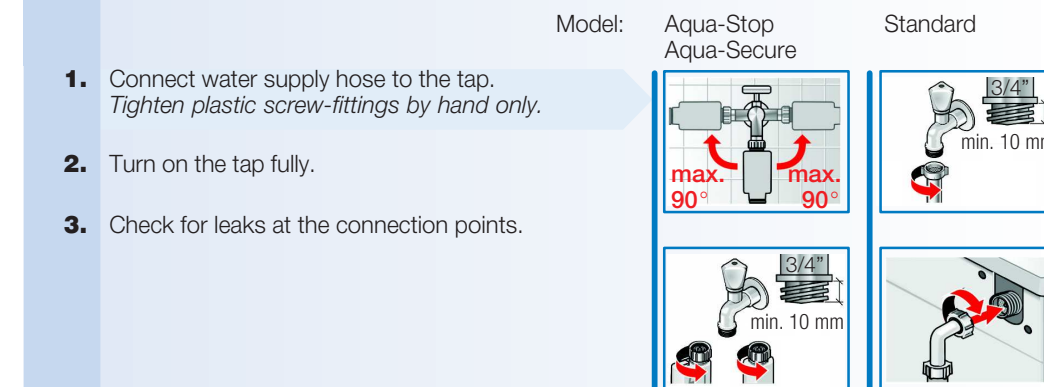 Model: Aqua-Stop Standard
Aqua-Secure
1. Connect water supply hose to the tap.
Tighten plastic screw-fittings by hand only.
2. Turn on the tap fully.
3. Check for leaks at the connection points.
max. 90° max. 90°
3/4”
min. 10 m
3/4”
min. 10 mm